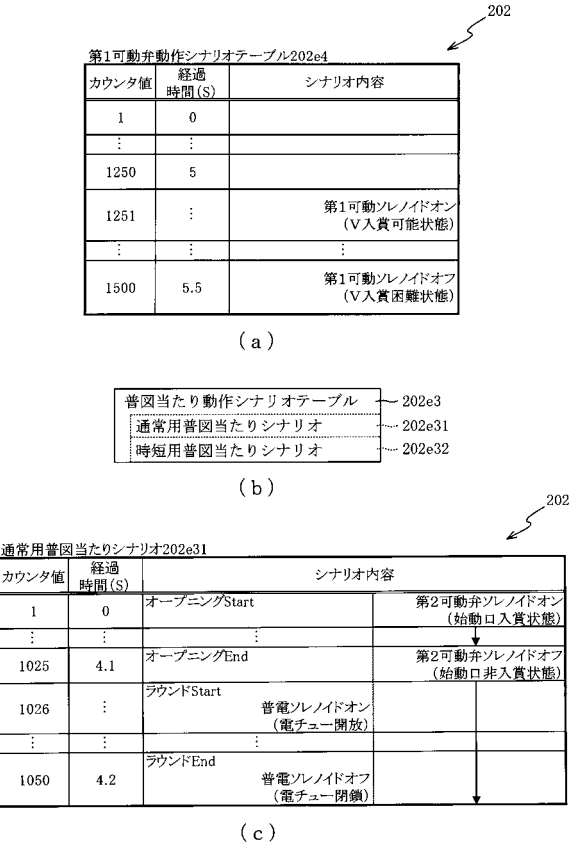 202
第1可動弁動作シナリオテーブル202e4
カウンタ値
経過
時間(S)
シナリオ内容
1
0
⋮
⋮
1250
5
1251
⋮
第1可動ソレノイドオン
(V入賞可能状態)
⋮
⋮
⋮
1500
5.5
第1可動ソレノイドオフ
(V入賞困難状態)
(a)
普図当たり動作シナリオテーブル
202e3
通常用普図当たりシナリオ
202e31
時短用普図当たりシナリオ
202e32
(b)
202
通常用普図当たりシナリオ202e31
カウンタ値
経過
時間(S)
シナリオ内容
1
0
オープニングStart
第2可動弁ソレノイドオン
(始動口入賞状態)
⋮
⋮
⋮
1025
4.1
オープニングEnd
第2可動弁ソレノイドオフ
(始動口非入賞状態)
1026
⋮
ラウンドStart
普電ソレノイドオン
(電チュー開放)
⋮
⋮
⋮
1050
4.2
ラウンドEnd
普電ソレノイドオフ
(電チュー閉鎖)
(c)